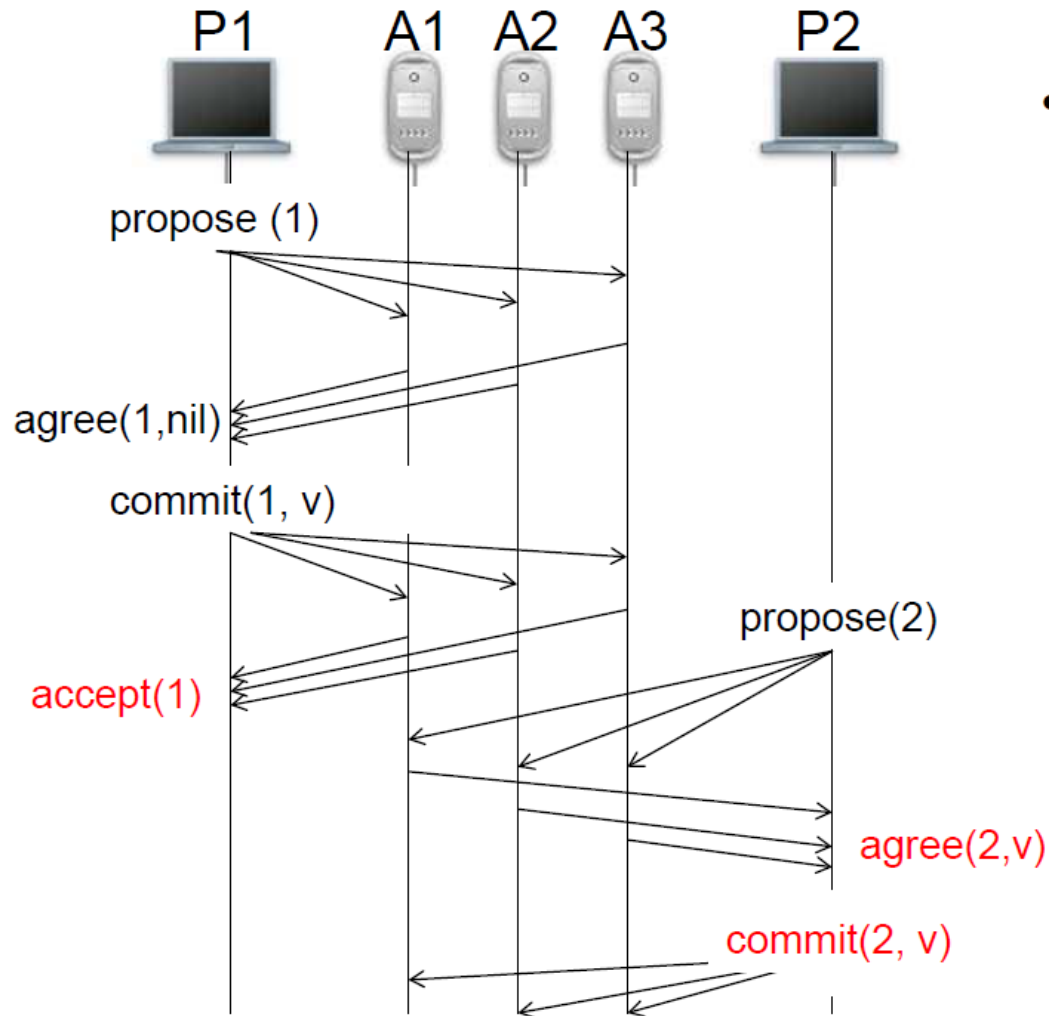 P1 A1 A2 A3 P2
•
propose (1)
agree(1,nil)
commit(1, v)
propose(2)
accept(1)
agree(2,v)
commit(2, v)